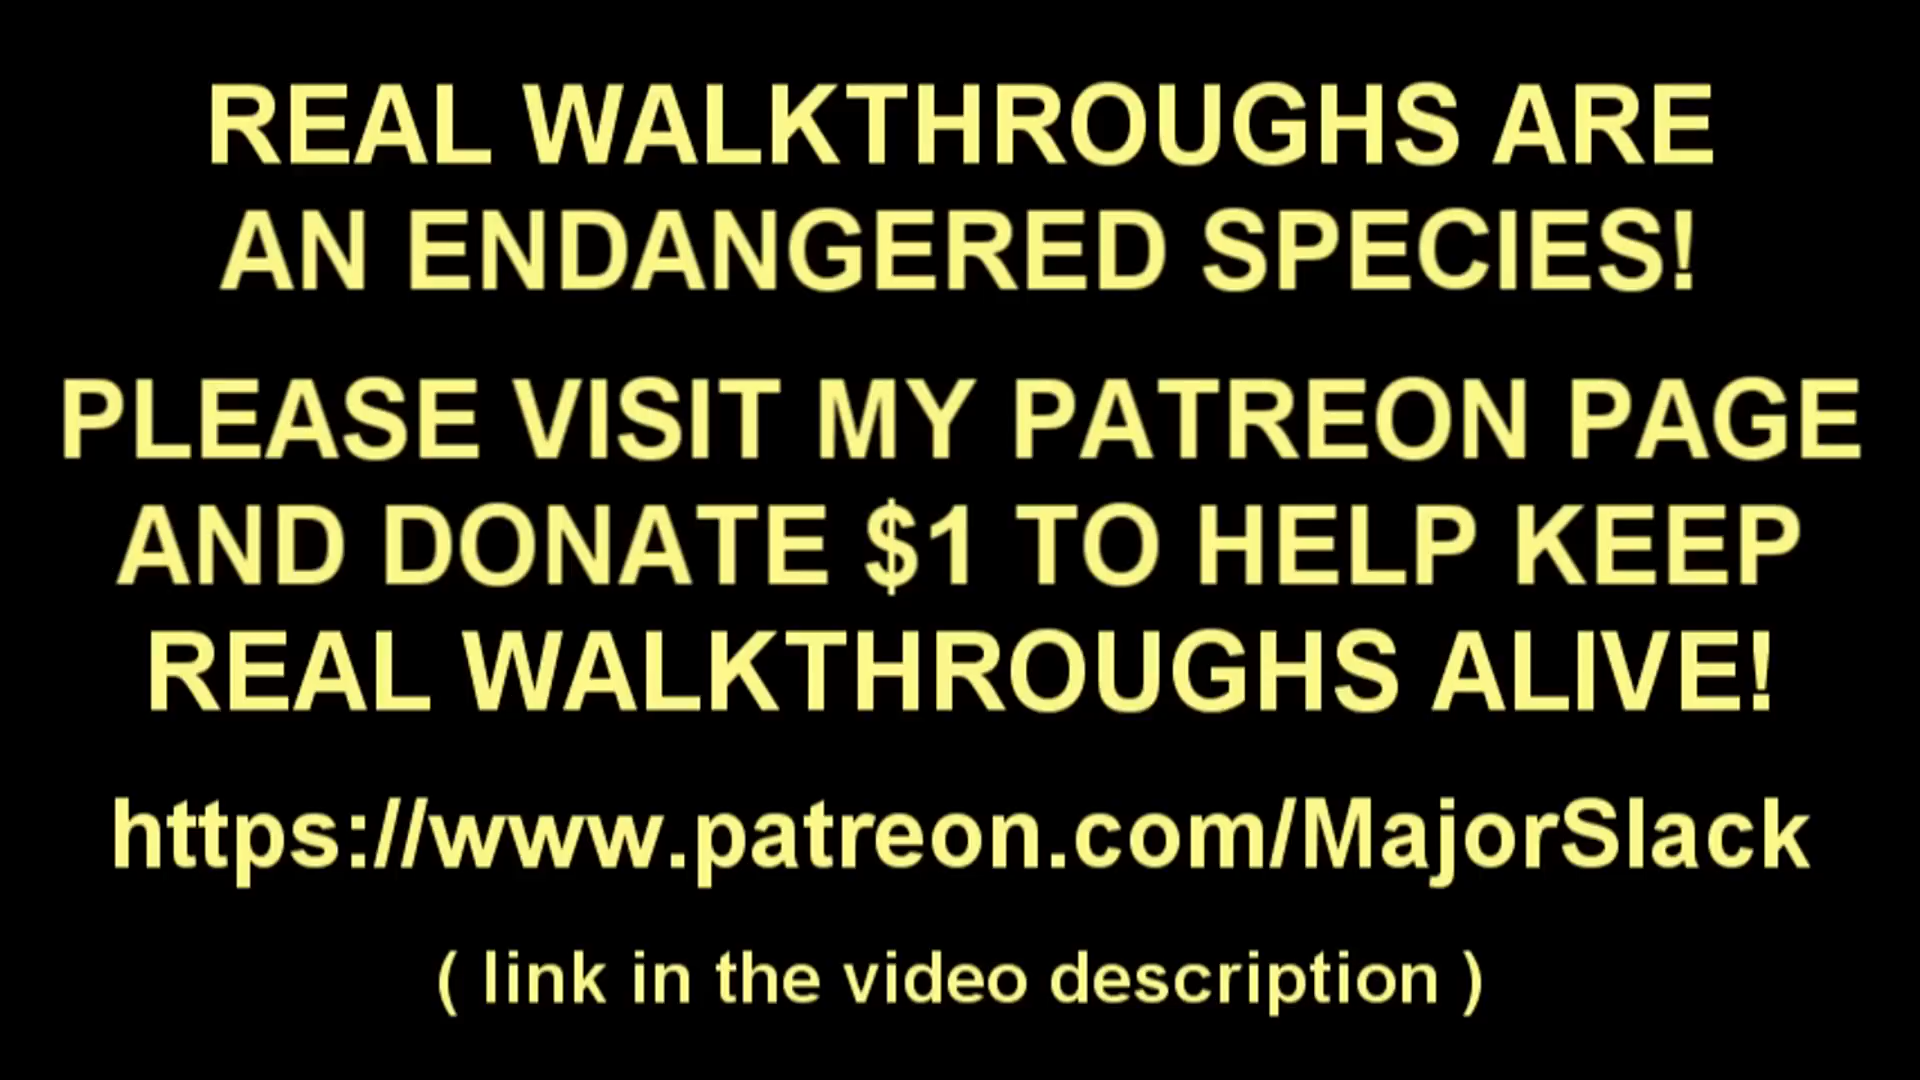 REAL WALKTHROUGHS ARE
AN ENDANGERED SPECIES!
PLEASE VISIT MY PATREON PAGE
AND DONATE $1 TO HELP KEEP
REAL WALKTHROUGHS ALIVE!
https://www.patreon.com/MajorSlack
( link in the video description )